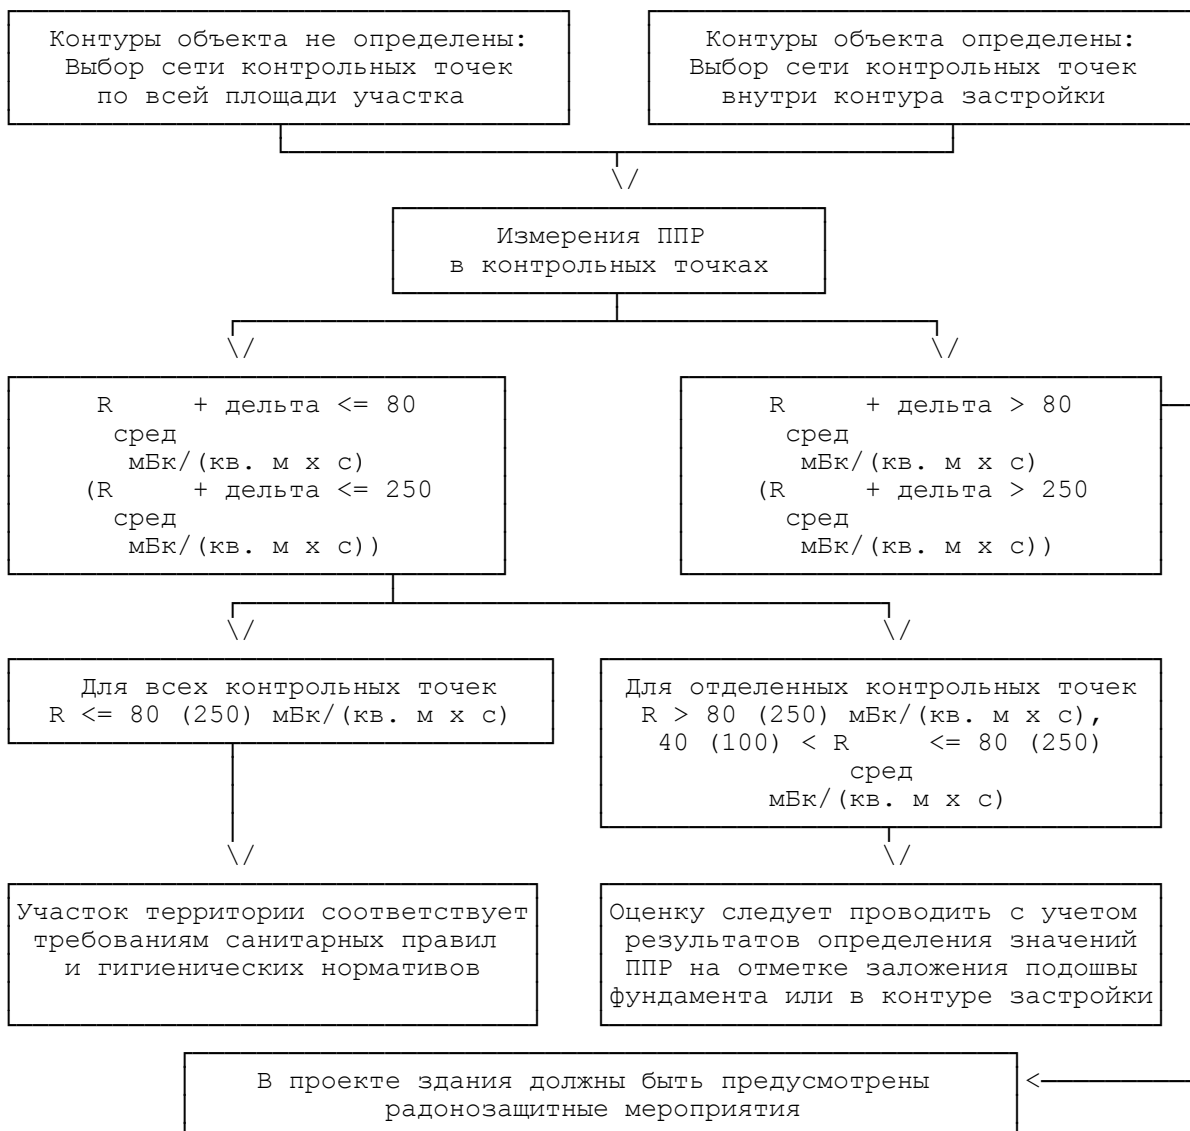 Контуры объекта не определены:
Выбор сети контрольных точек
по всей площади участка
Контуры объекта определены:
Выбор сети контрольных точек
внутри контура застройки
\/
Измерения ППР
в контрольных точках
\/
\/
R + дельта <= 80
сред
мБк/(кв. м х с)
(R + дельта <= 250
сред
мБк/(кв. м х с))
R + дельта > 80
сред
мБк/(кв. м х с)
(R + дельта > 250
сред
мБк/(кв. м х с))
\/
\/
Для всех контрольных точек
R <= 80 (250) мБк/(кв. м х с)
Для отделенных контрольных точек
R > 80 (250) мБк/(кв. м х с),
40 (100) < R <= 80 (250)
сред
мБк/(кв. м х с)
\/
\/
Участок территории соответствует
требованиям санитарных правил
и гигиенических нормативов
Оценку следует проводить с учетом
результатов определения значений
ППР на отметке заложения подошвы
фундамента или в контуре застройки
В проекте здания должны быть предусмотрены
радонозащитные мероприятия
<